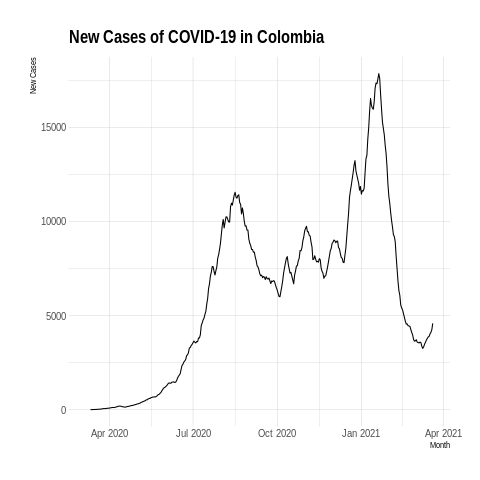 New Cases of COVID-19 in Colombia
New Cases
15000
10000
5000
0
Apr 2020 Jul 2020 Oct 2020 Jan 2021 Apr 2021
Month